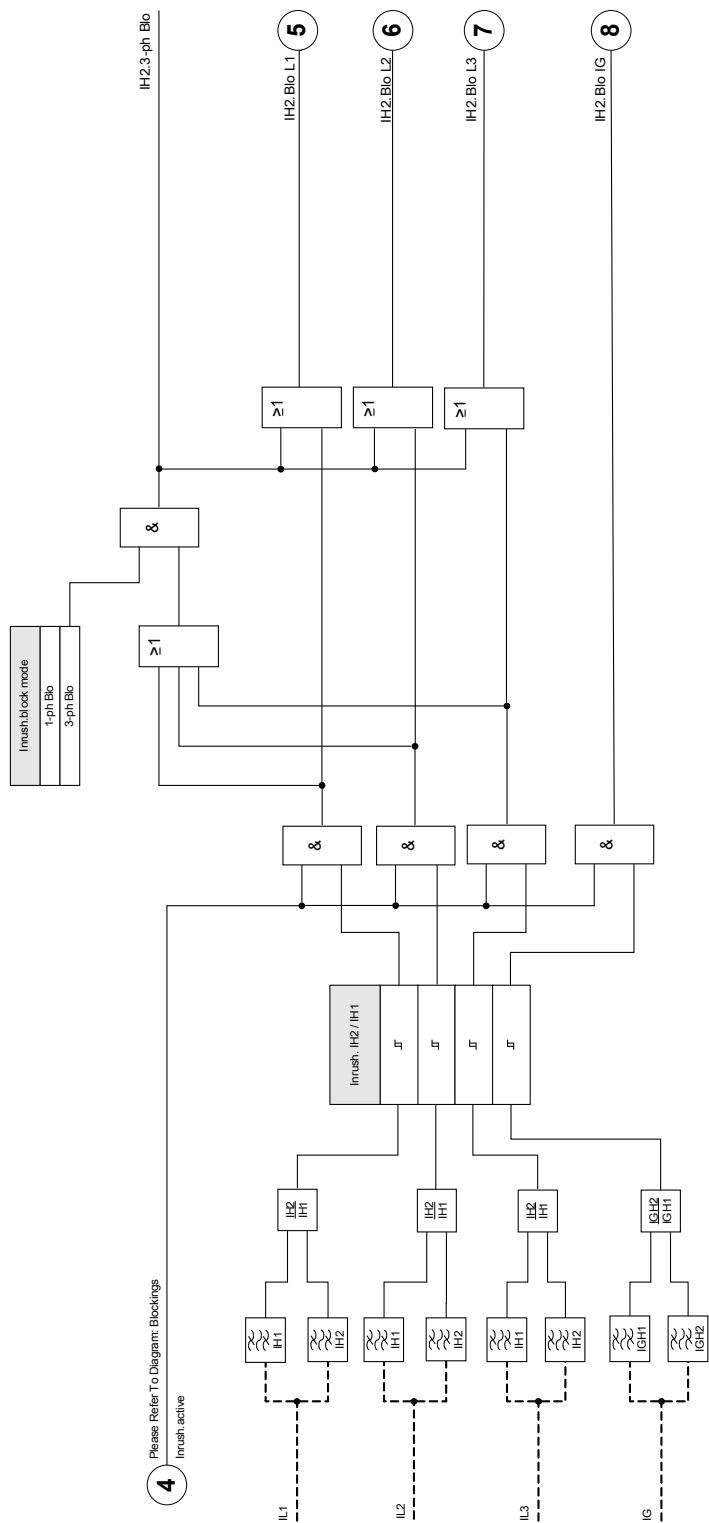 4
Please Refer To Diagram: Blockings
Inrush.active
IL1
IL2
IL3
IG
IH1
IH2
IH1
IH2
IH1
IH2
IGH1
IGH2
IH2
IH1
IH2
IH1
IH2
IH1
IGH2
IGH1
Inrush. IH2 / IH1
&
&
&
&
Inrush.block mode
1-ph Blo
3-ph Blo
≥1
&
≥1
≥1
≥1
IH2.3-ph Blo
IH2.Blo L1
5
IH2.Blo L2
6
IH2.Blo L3
7
IH2.Blo IG
8